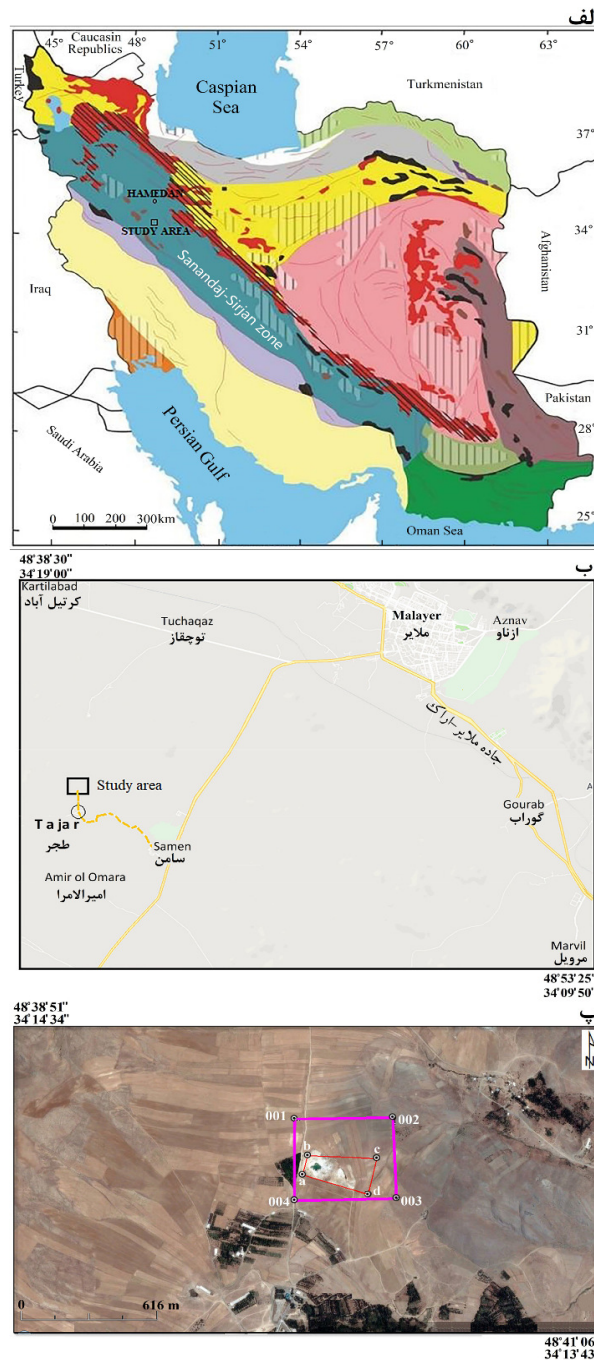 الف
45° 48° 51° 54° 57° 60° 63°
Caucasin
Republics
Turkey
Caspian
Sea
Turkmenistan
37°
HAMEDAN
STUDY AREA
34°
Afghanistan
Sanandaj-Sirjan zone
Iraq
31°
Pakistan
28°
Persian Gulf
Saudi Arabia
0 100 200 300km
Oman Sea
25°
ب
48°38'30"
34°19'00"
Kartilabad
کرتیل آباد
Tuchaqaz
توچقاز
Malayer
ملایر
Aznav
ازناو
جاده ملایر-اراک
Study area
Tajar
طجر
Samen
سامن
Gourab
گوراب
A
Amir ol Omara
امیرالامرا
Marvil
مرویل
48°53'25"
34°09'50"
پ
48°38'51"
34°14'34"
N
001
002
b
c
a
d
004
003
0 616 m
48°41'06
34°13'43